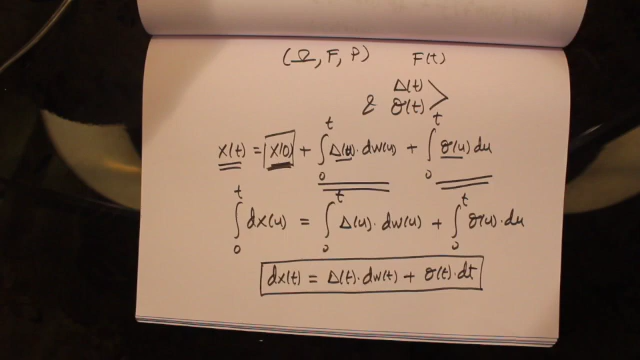 (Ω, F, P) F(t)
Δ(t)
& θ(t) >
x(t) = x(0) + ∫₀ᵗ Δ(u)·dw(u) + ∫₀ᵗ θ(u)du
∫₀ᵗ dx(u) = ∫₀ᵗ Δ(u)·dw(u) + ∫₀ᵗ θ(u)·du
dx(t) = Δ(t)·dw(t) + θ(t)·dt